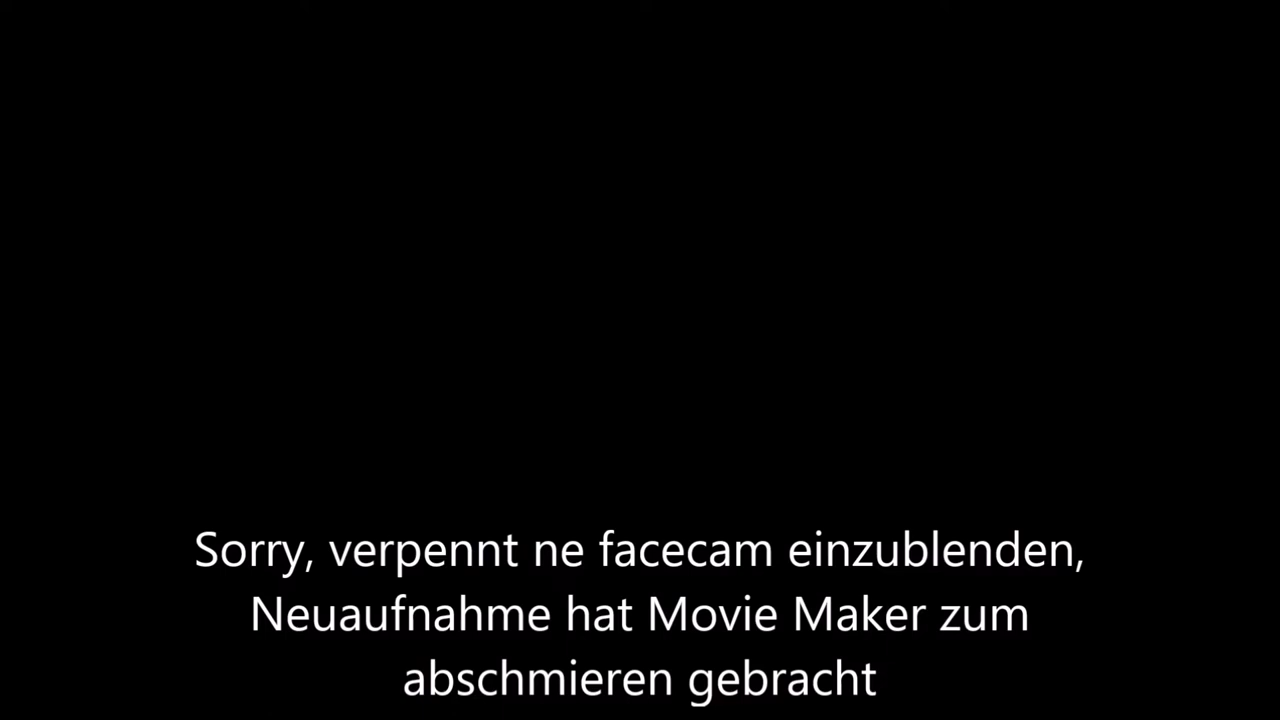 Sorry, verpennt ne facecam einzublenden,
Neuaufnahme hat Movie Maker zum
abschmieren gebracht